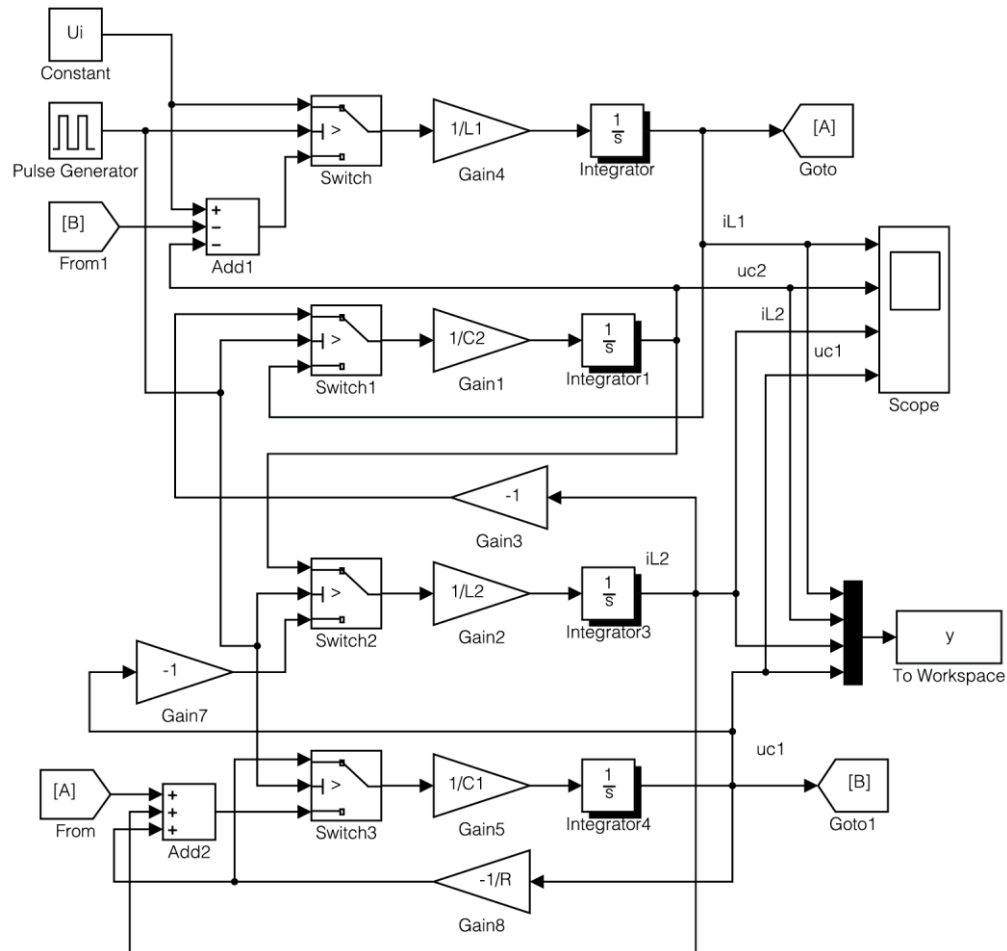 Ui
Constant
Pulse Generator
[B]
From1
+
−
−
Add1
>
Switch
1/L1
Gain4
1
s
Integrator
[A]
Goto
iL1
uc2
iL2
uc1
Scope
>
Switch1
1/C2
Gain1
1
s
Integrator1
-1
Gain3
>
Switch2
1/L2
Gain2
1
s
Integrator3
iL2
y
To Workspace
-1
Gain7
[A]
From
+
+
+
Add2
>
Switch3
1/C1
Gain5
1
s
Integrator4
uc1
[B]
Goto1
-1/R
Gain8